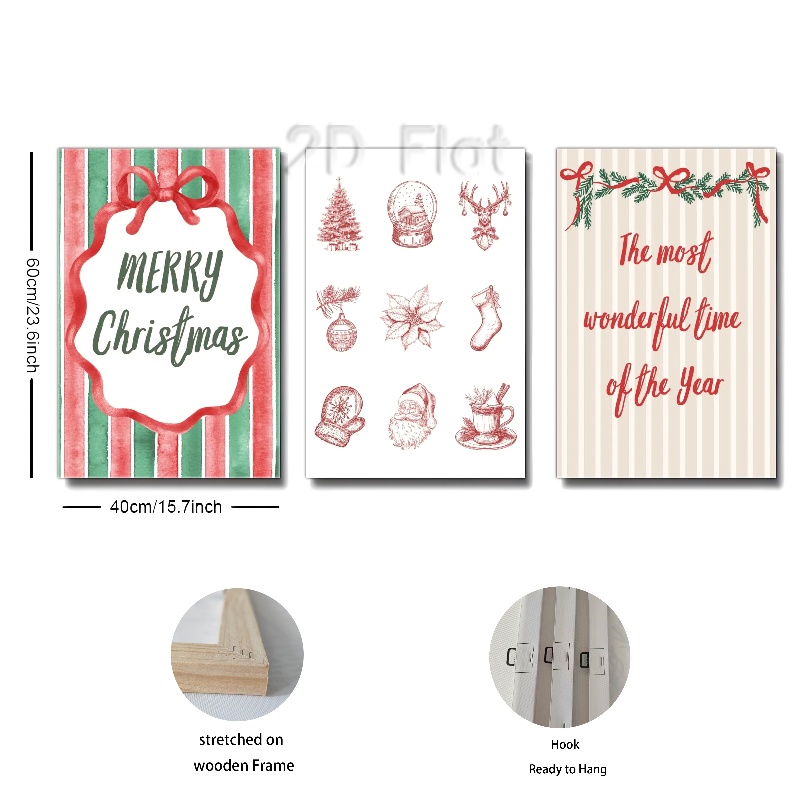 2D Flat
60cm/23.6inch
MERRY
Christmas
The most
wonderful time
of the Year
40cm/15.7inch
stretched on
wooden Frame
Hook
Ready to Hang